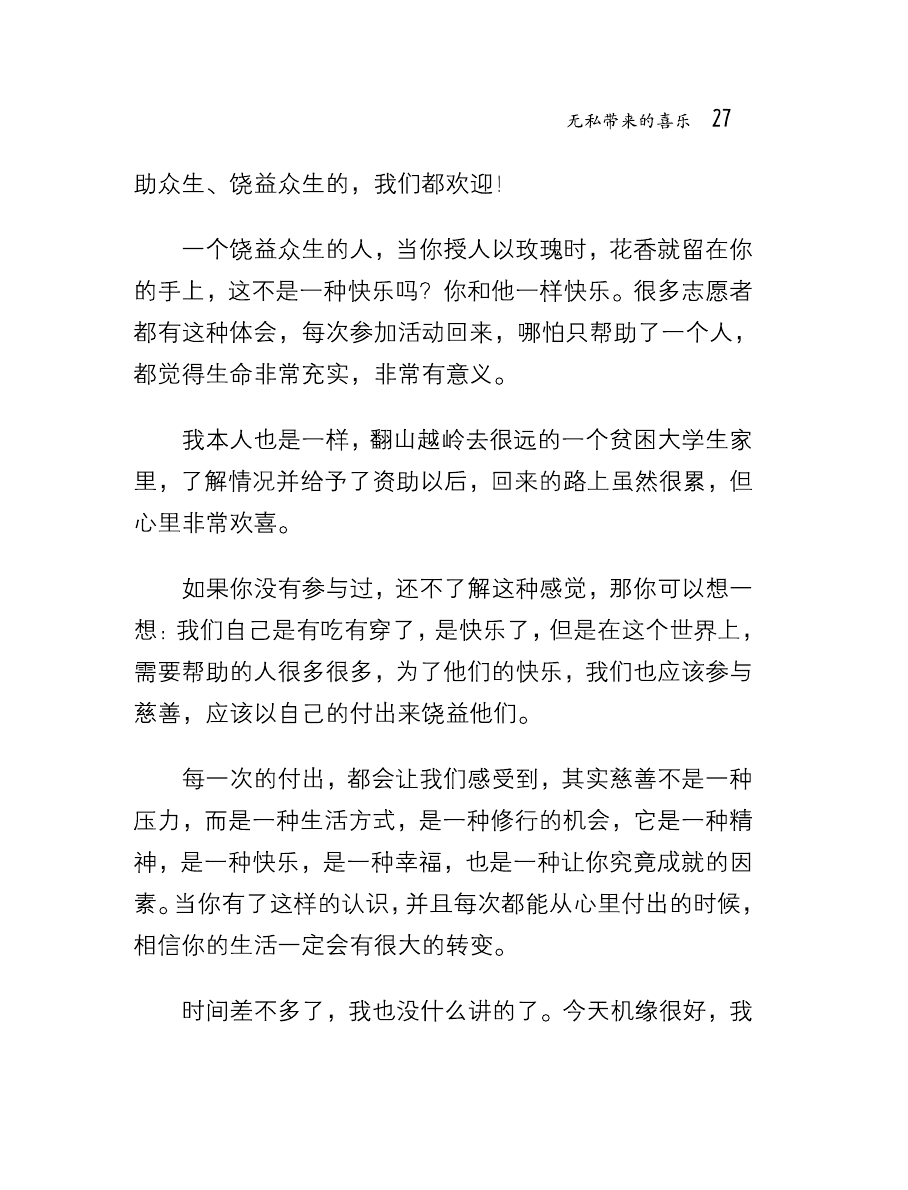 无私带来的喜乐 27
助众生、饶益众生的，我们都欢迎！
一个饶益众生的人，当你授人以玫瑰时，花香就留在你
的手上，这不是一种快乐吗？你和他一样快乐。很多志愿者
都有这种体会，每次参加活动回来，哪怕只帮助了一个人，
都觉得生命非常充实，非常有意义。
我本人也是一样，翻山越岭去很远的一个贫困大学生家
里，了解情况并给予了资助以后，回来的路上虽然很累，但
心里非常欢喜。
如果你没有参与过，还不了解这种感觉，那你可以想一
想：我们自己是有吃有穿了，是快乐了，但是在这个世界上，
需要帮助的人很多很多，为了他们的快乐，我们也应该参与
慈善，应该以自己的付出来饶益他们。
每一次的付出，都会让我们感受到，其实慈善不是一种
压力，而是一种生活方式，是一种修行的机会，它是一种精
神，是一种快乐，是一种幸福，也是一种让你究竟成就的因
素。当你有了这样的认识，并且每次都能从心里付出的时候，
相信你的生活一定会有很大的转变。
时间差不多了，我也没什么讲的了。今天机缘很好，我